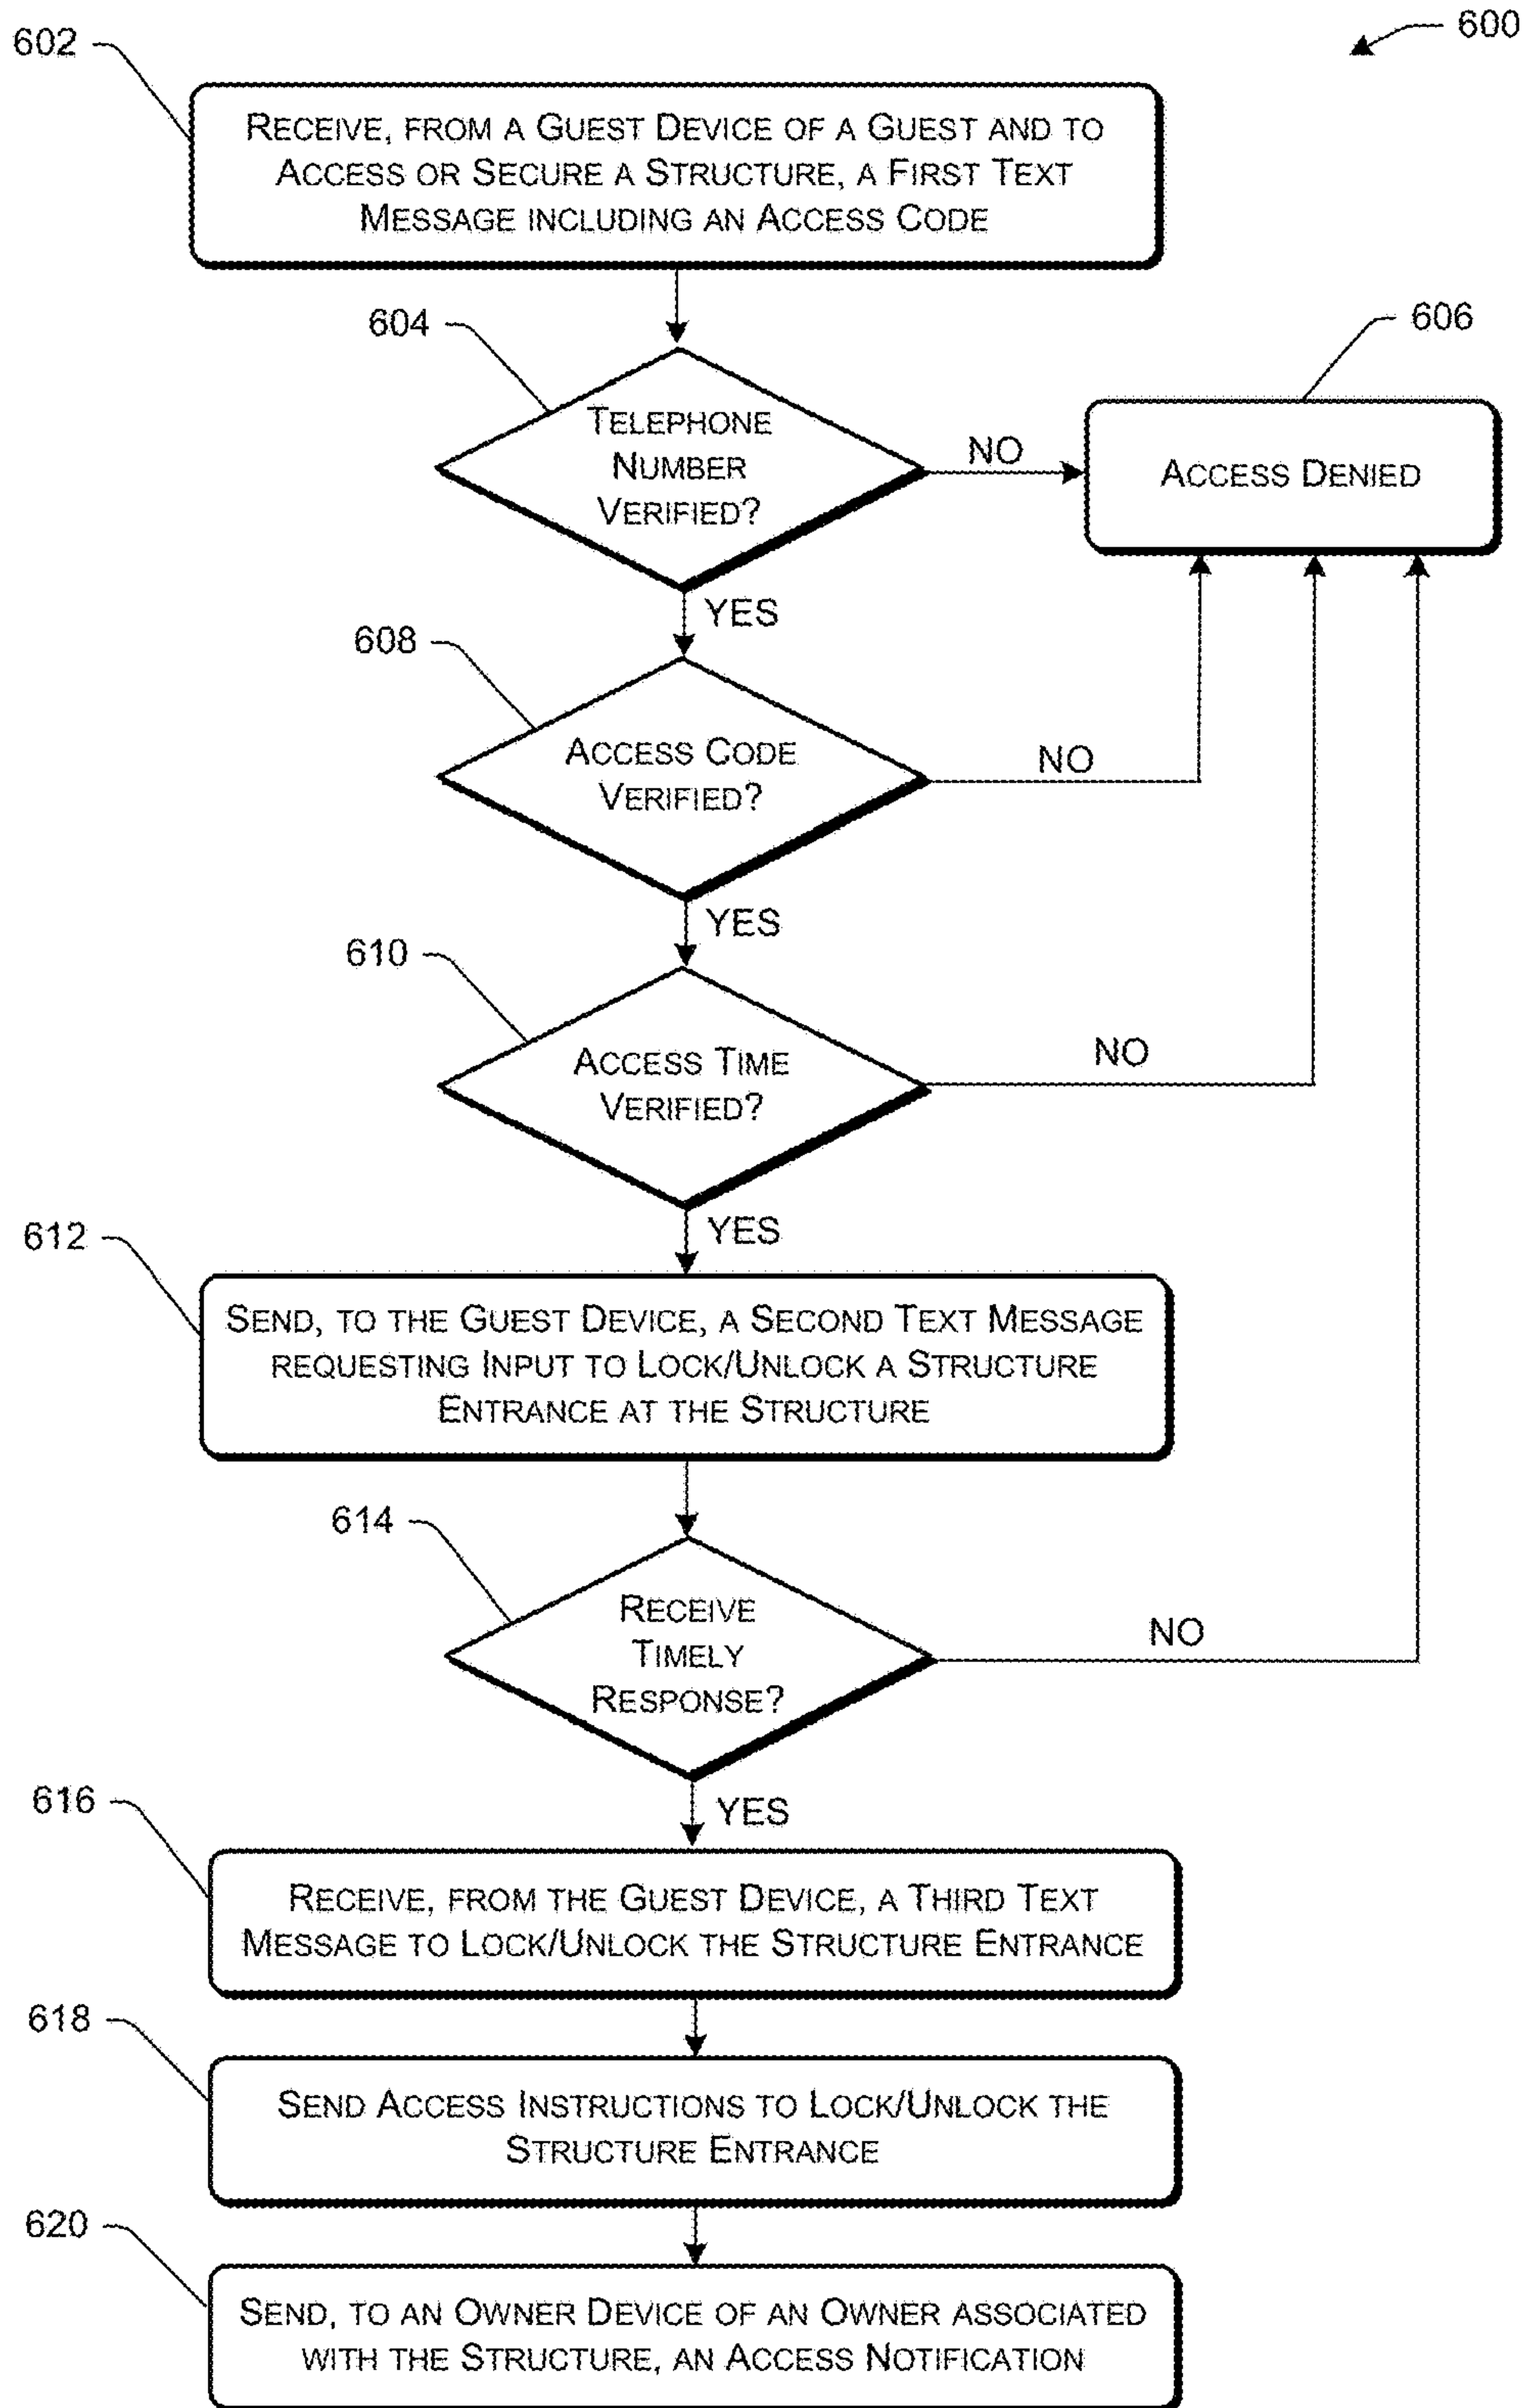 600
602
RECEIVE, FROM A GUEST DEVICE OF A GUEST AND TO
ACCESS OR SECURE A STRUCTURE, A FIRST TEXT
MESSAGE INCLUDING AN ACCESS CODE
604
TELEPHONE
NUMBER
VERIFIED?
NO
606
ACCESS DENIED
YES
608
ACCESS CODE
VERIFIED?
NO
YES
610
ACCESS TIME
VERIFIED?
NO
YES
612
SEND, TO THE GUEST DEVICE, A SECOND TEXT MESSAGE
REQUESTING INPUT TO LOCK/UNLOCK A STRUCTURE
ENTRANCE AT THE STRUCTURE
614
RECEIVE
TIMELY
RESPONSE?
NO
YES
616
RECEIVE, FROM THE GUEST DEVICE, A THIRD TEXT
MESSAGE TO LOCK/UNLOCK THE STRUCTURE ENTRANCE
618
SEND ACCESS INSTRUCTIONS TO LOCK/UNLOCK THE
STRUCTURE ENTRANCE
620
SEND, TO AN OWNER DEVICE OF AN OWNER ASSOCIATED
WITH THE STRUCTURE, AN ACCESS NOTIFICATION